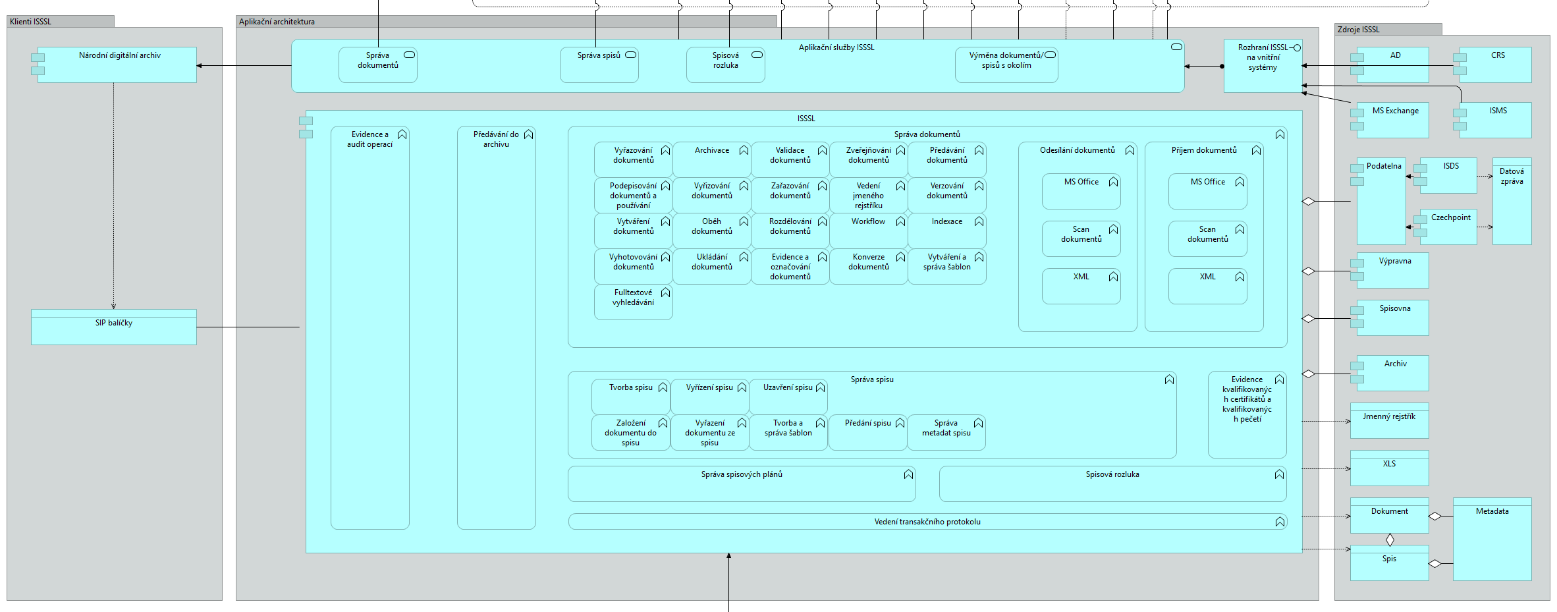 Klienti ISSSL
Národní digitální archiv
SIP balíčky
Aplikační architektura
Aplikační služby ISSSL
Správa
dokumentů
Správa spisů
Spisová
rozluka
Výměna dokumentů/
spisů s okolím
Rozhraní ISSSL
na vnitřní
systémy
ISSSL
Evidence a
audit operací
Předávání do
archivu
Správa dokumentů
Vyřazování
dokumentů
Archivace
Validace
dokumentů
Zveřejňování
dokumentů
Předávání
dokumentů
Podepisování
dokumentů a
používání
Vyřizování
dokumentů
Zařazování
dokumentů
Vedení
jmeného
rejstříku
Verzování
dokumentů
Vytváření
dokumentů
Oběh
dokumentů
Rozdělování
dokumentů
Workflow
Indexace
Vyhotovování
dokumentů
Ukládání
dokumentů
Evidence a
označování
dokumentů
Konverze
dokumentů
Vytváření a
správa šablon
Fulltextové
vyhledávání
Odesílání dokumentů
MS Office
Scan
dokumentů
XML
Příjem dokumentů
MS Office
Scan
dokumentů
XML
Správa spisu
Tvorba spisu
Vyřízení spisu
Uzavření spisu
Založení
dokumentu do
spisu
Vyřazení
dokumentu ze
spisu
Tvorba a
správa šablon
Předání spisu
Správa
metadat spisu
Evidence
kvalifikovanýc
h certifikátů a
kvalifikovanýc
h pečetí
Správa spisových plánů
Spisová rozluka
Vedení transakčního protokolu
Zdroje ISSSL
AD
CRS
MS Exchange
ISMS
Podatelna
ISDS
Datová
zpráva
Czechpoint
Výpravna
Spisovna
Archiv
Jmenný rejstřík
XLS
Dokument
Metadata
Spis